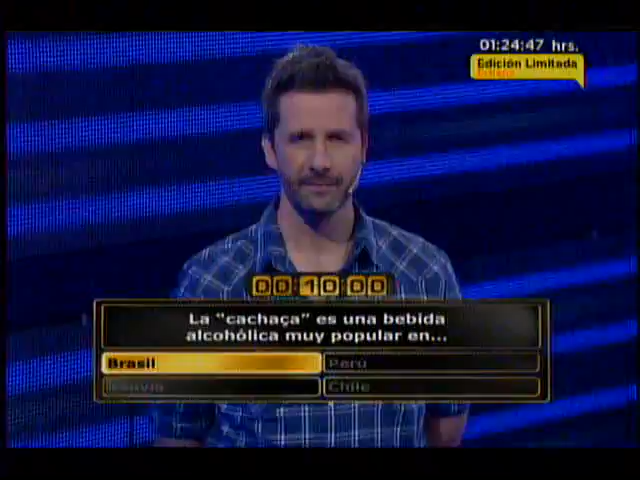 01:24:47 hrs.
Edición Limitada
00:10:00
La "cachaça" es una bebida
alcohólica muy popular en...
Brasil
Perú
Chile